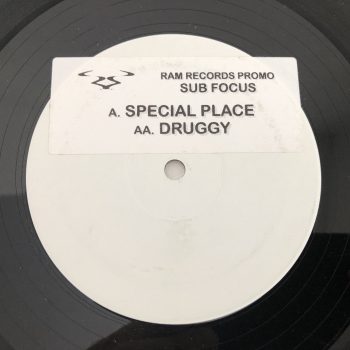 RAM RECORDS PROMO
SUB FOCUS
A. SPECIAL PLACE
AA. DRUGGY